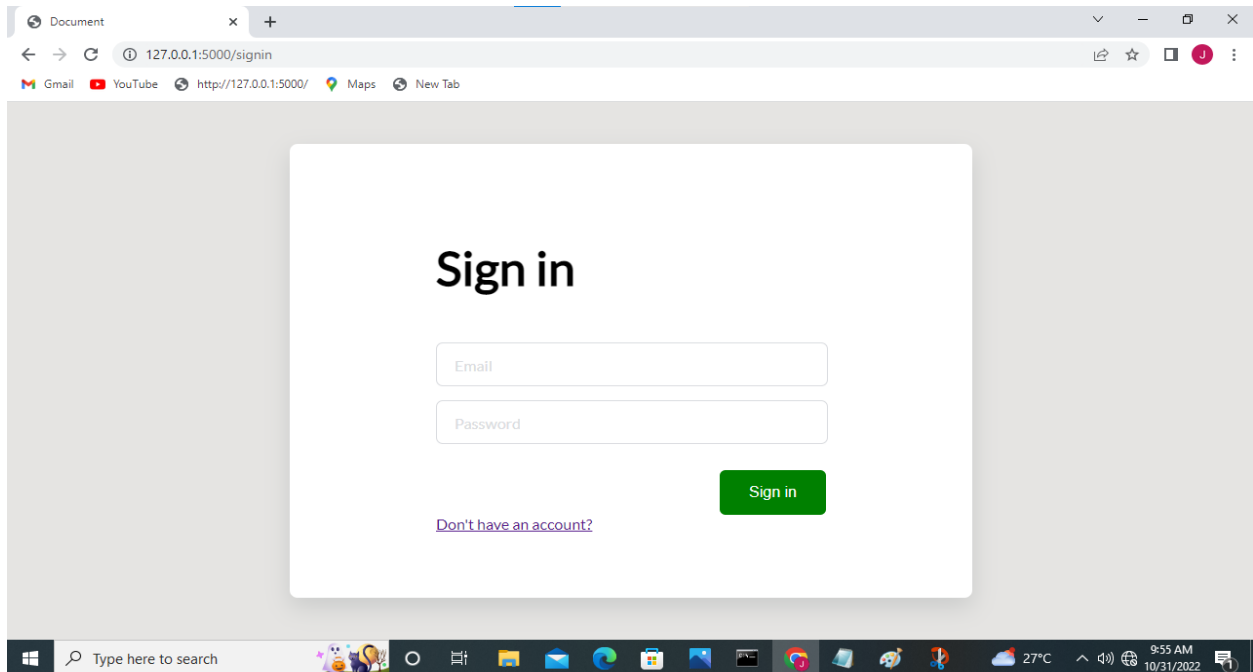 Document
127.0.0.1:5000/signin
J
Gmail YouTube http://127.0.0.1:5000/ Maps New Tab
Sign in
Email
Password
Sign in
Don't have an account?
Type here to search
27°C
9:55 AM
10/31/2022
1